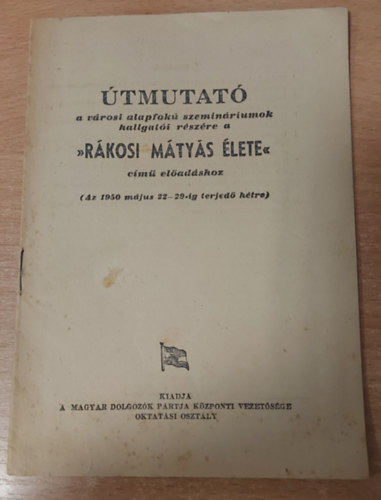 ÚTMUTATÓ
a városi alapfokú szemináriumok
hallgatói részére a
»RÁKOSI MÁTYÁS ÉLETE«
című előadáshoz
(Az 1950 május 22–29-ig terjedő hétre)
KIADJA
A MAGYAR DOLGOZÓK PÁRTJA KÖZPONTI VEZETŐSÉGE
OKTATÁSI OSZTÁLY